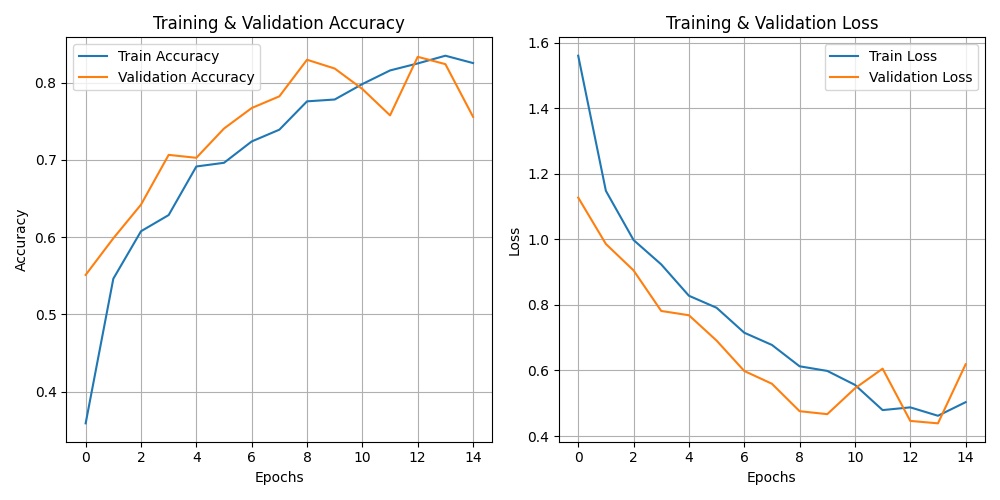 Training & Validation Accuracy
Train Accuracy
Validation Accuracy
0.8
0.7
0.6
0.5
0.4
Accuracy
0 2 4 6 8 10 12 14
Epochs
Training & Validation Loss
Train Loss
Validation Loss
1.6
1.4
1.2
1.0
0.8
0.6
0.4
Loss
0 2 4 6 8 10 12 14
Epochs